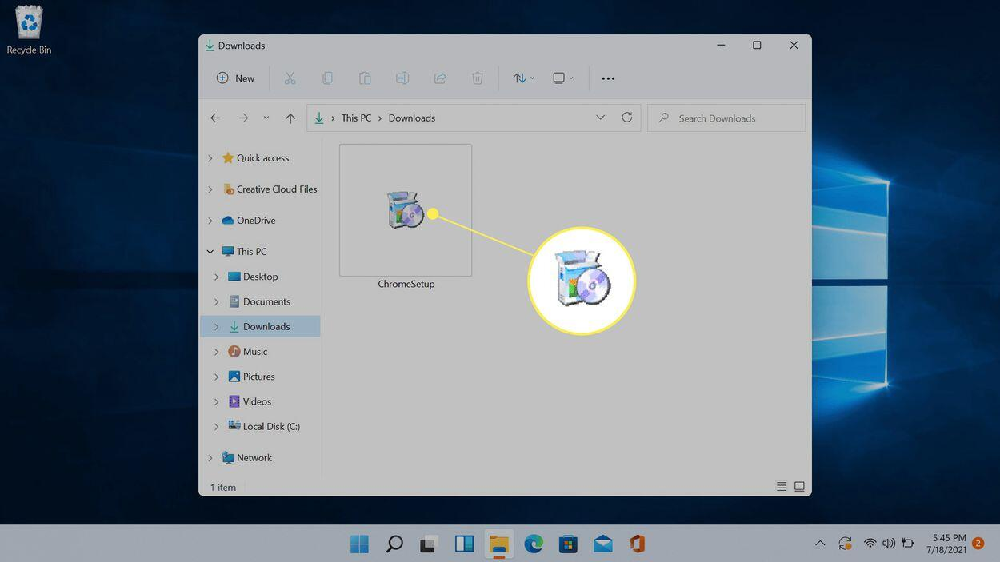 Recycle Bin
Downloads
New
This PC
Downloads
Search Downloads
Quick access
Creative Cloud Files
OneDrive
This PC
Desktop
Documents
Downloads
Music
Pictures
Videos
Local Disk (C:)
Network
ChromeSetup
1 item
5:45 PM
7/18/2021
2